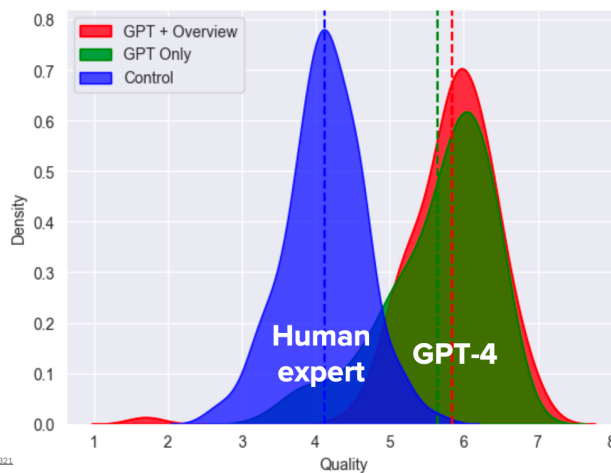 GPT + Overview
GPT Only
Control
0.8
0.7
0.6
0.5
0.4
0.3
0.2
0.1
0.0
Density
Human
expert
GPT-4
1 2 3 4 5 6 7 8
Quality
321